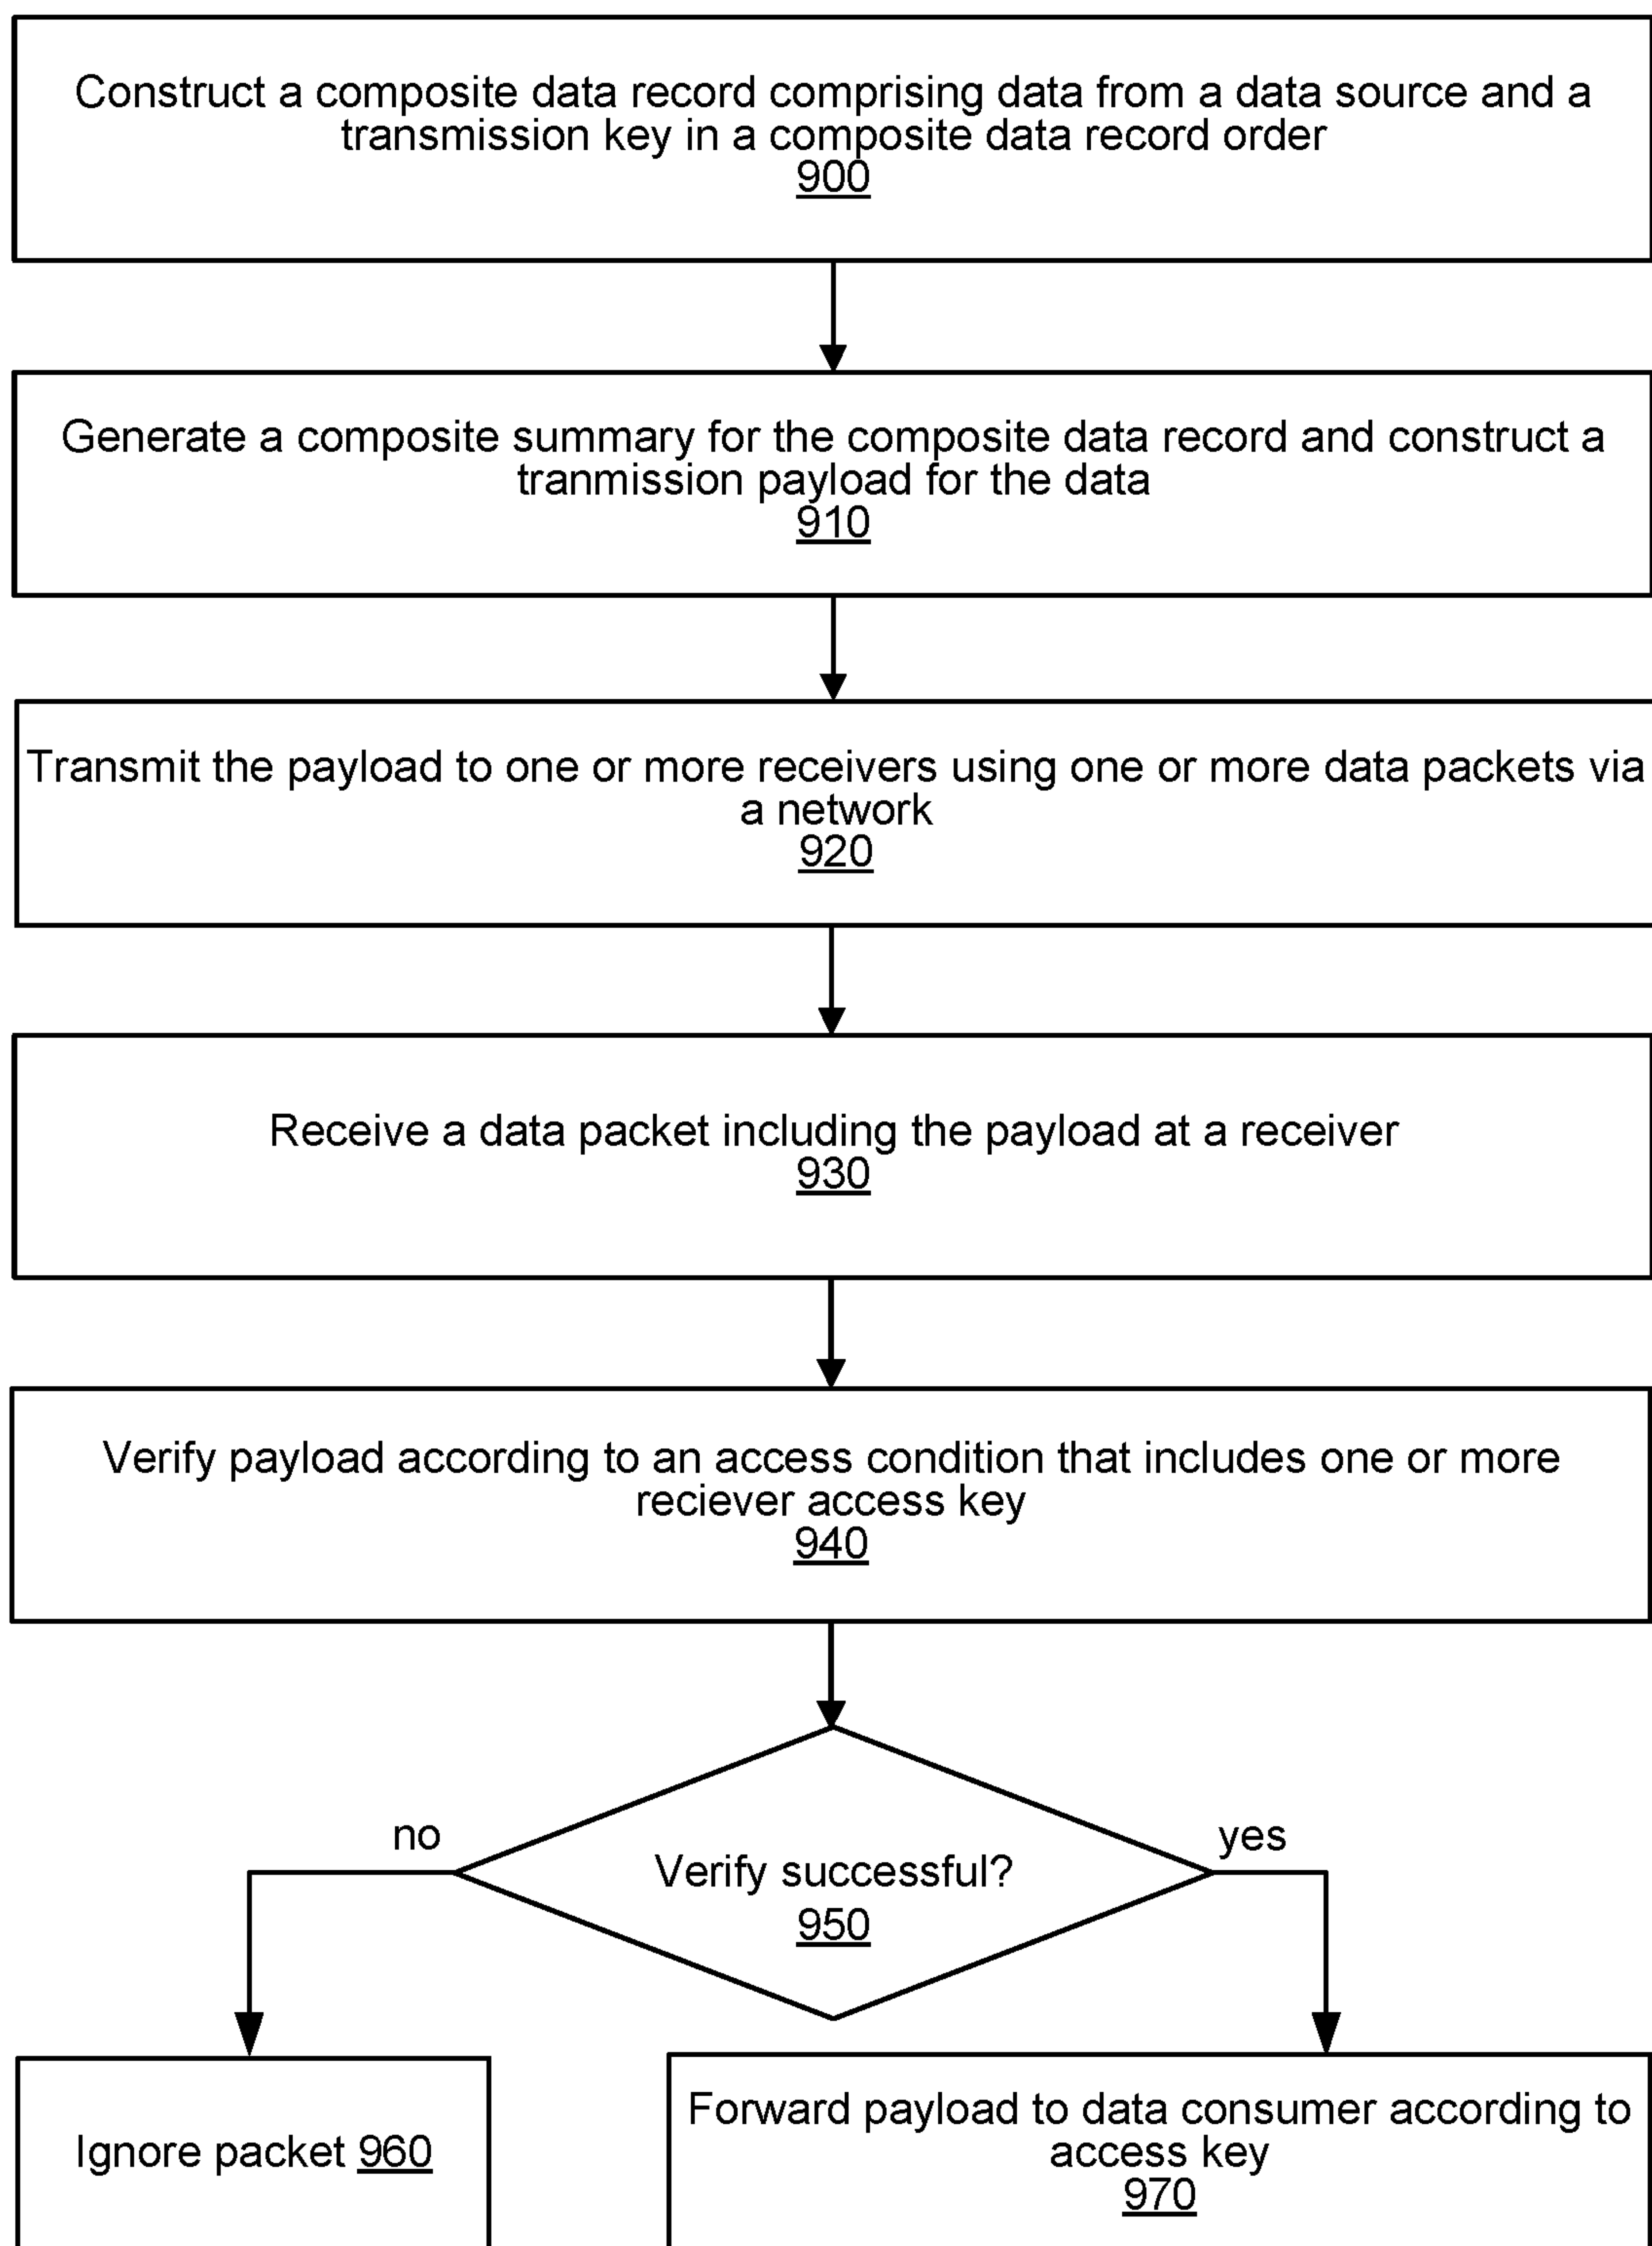 Construct a composite data record comprising data from a data source and a
transmission key in a composite data record order
900
Generate a composite summary for the composite data record and construct a
tranmission payload for the data
910
Transmit the payload to one or more receivers using one or more data packets via
a network
920
Receive a data packet including the payload at a receiver
930
Verify payload according to an access condition that includes one or more
reciever access key
940
no
yes
Verify successful?
950
Ignore packet 960
Forward payload to data consumer according to
access key
970